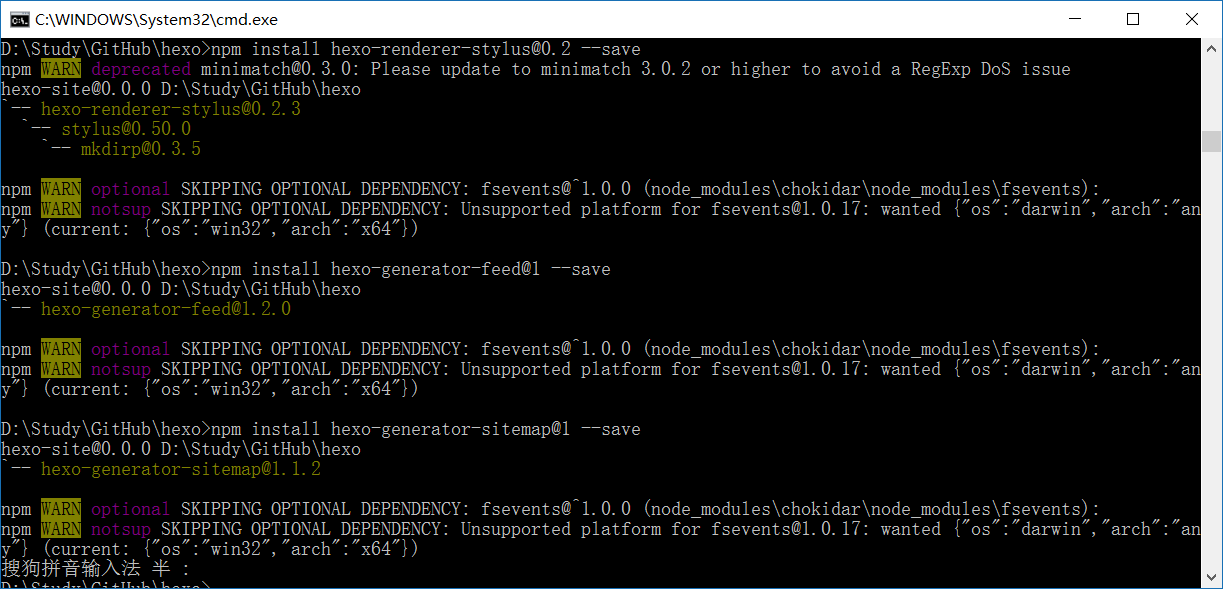 C:\WINDOWS\System32\cmd.exe
D:\Study\GitHub\hexo>npm install hexo-renderer-stylus@0.2 --save
npm WARN deprecated minimatch@0.3.0: Please update to minimatch 3.0.2 or higher to avoid a RegExp DoS issue
hexo-site@0.0.0 D:\Study\GitHub\hexo
`-- hexo-renderer-stylus@0.2.3
  `-- stylus@0.50.0
    `-- mkdirp@0.3.5
npm WARN optional SKIPPING OPTIONAL DEPENDENCY: fsevents@^1.0.0 (node_modules\chokidar\node_modules\fsevents):
npm WARN notsup SKIPPING OPTIONAL DEPENDENCY: Unsupported platform for fsevents@1.0.17: wanted {"os":"darwin","arch":"an
y"} (current: {"os":"win32","arch":"x64"})
D:\Study\GitHub\hexo>npm install hexo-generator-feed@1 --save
hexo-site@0.0.0 D:\Study\GitHub\hexo
`-- hexo-generator-feed@1.2.0
npm WARN optional SKIPPING OPTIONAL DEPENDENCY: fsevents@^1.0.0 (node_modules\chokidar\node_modules\fsevents):
npm WARN notsup SKIPPING OPTIONAL DEPENDENCY: Unsupported platform for fsevents@1.0.17: wanted {"os":"darwin","arch":"an
y"} (current: {"os":"win32","arch":"x64"})
D:\Study\GitHub\hexo>npm install hexo-generator-sitemap@1 --save
hexo-site@0.0.0 D:\Study\GitHub\hexo
`-- hexo-generator-sitemap@1.1.2
npm WARN optional SKIPPING OPTIONAL DEPENDENCY: fsevents@^1.0.0 (node_modules\chokidar\node_modules\fsevents):
npm WARN notsup SKIPPING OPTIONAL DEPENDENCY: Unsupported platform for fsevents@1.0.17: wanted {"os":"darwin","arch":"an
y"} (current: {"os":"win32","arch":"x64"})
搜狗拼音输入法 半 :
D:\Study\GitHub\hexo>